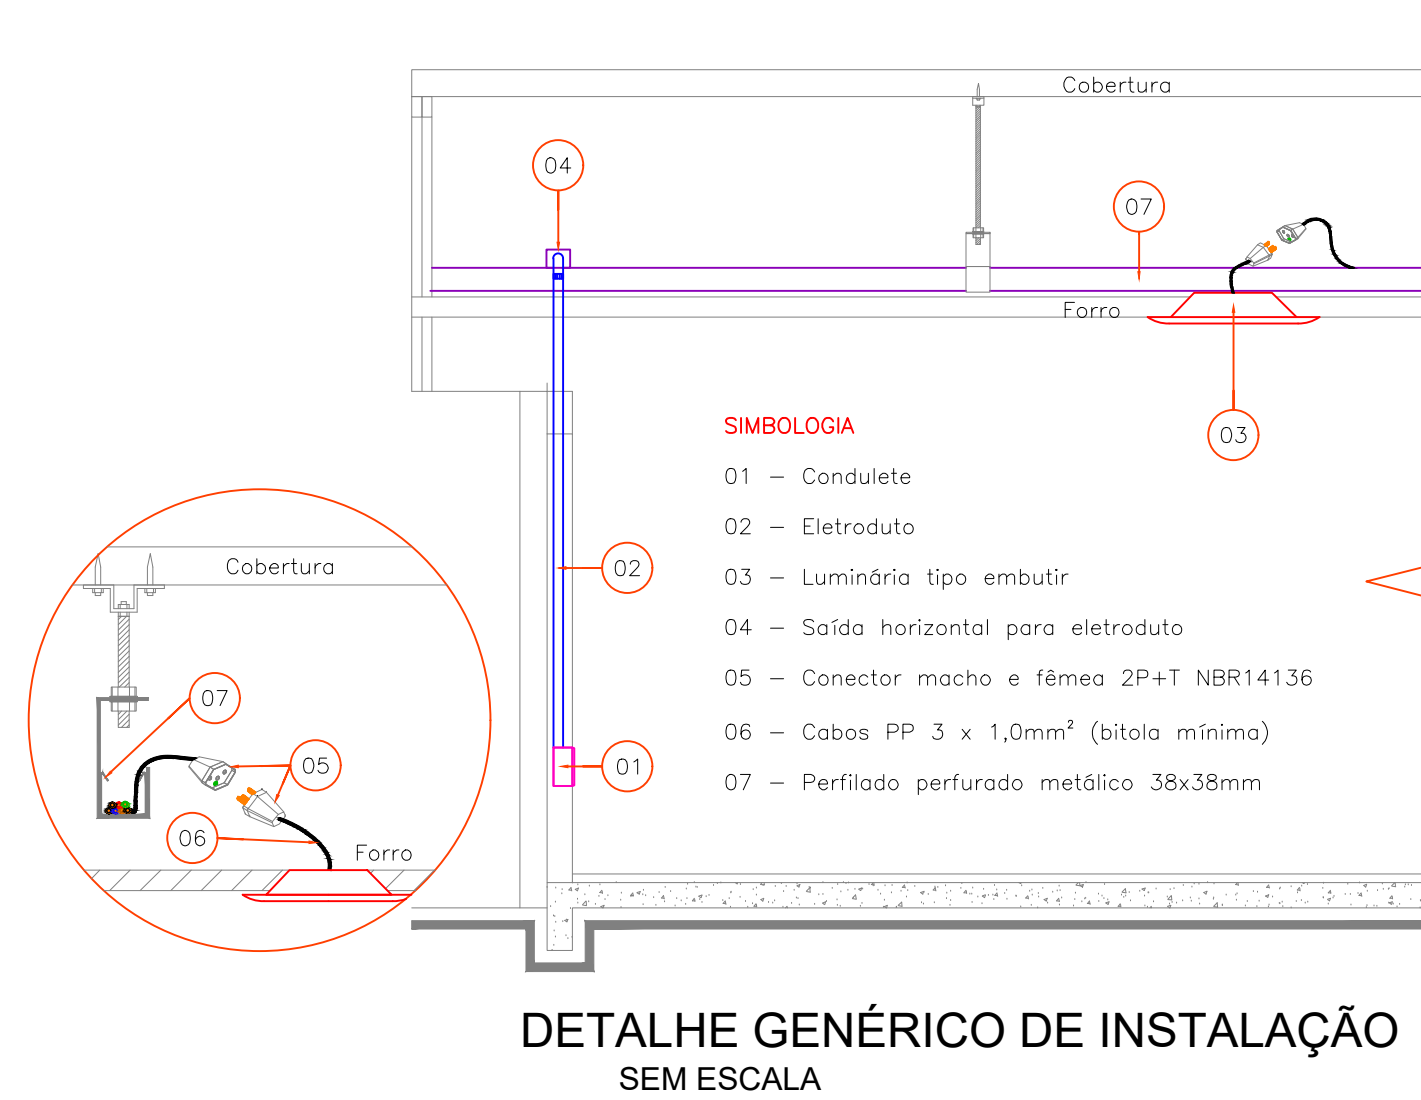 Cobertura
04
07
Forro
03
SIMBOLOGIA
01 – Condulete
02 – Eletroduto
03 – Luminária tipo embutir
04 – Saída horizontal para eletroduto
05 – Conector macho e fêmea 2P+T NBR14136
06 – Cabos PP 3 x 1,0mm² (bitola mínima)
07 – Perfilado perfurado metálico 38x38mm
02
01
Cobertura
07
05
06
Forro
DETALHE GENÉRICO DE INSTALAÇÃO
SEM ESCALA